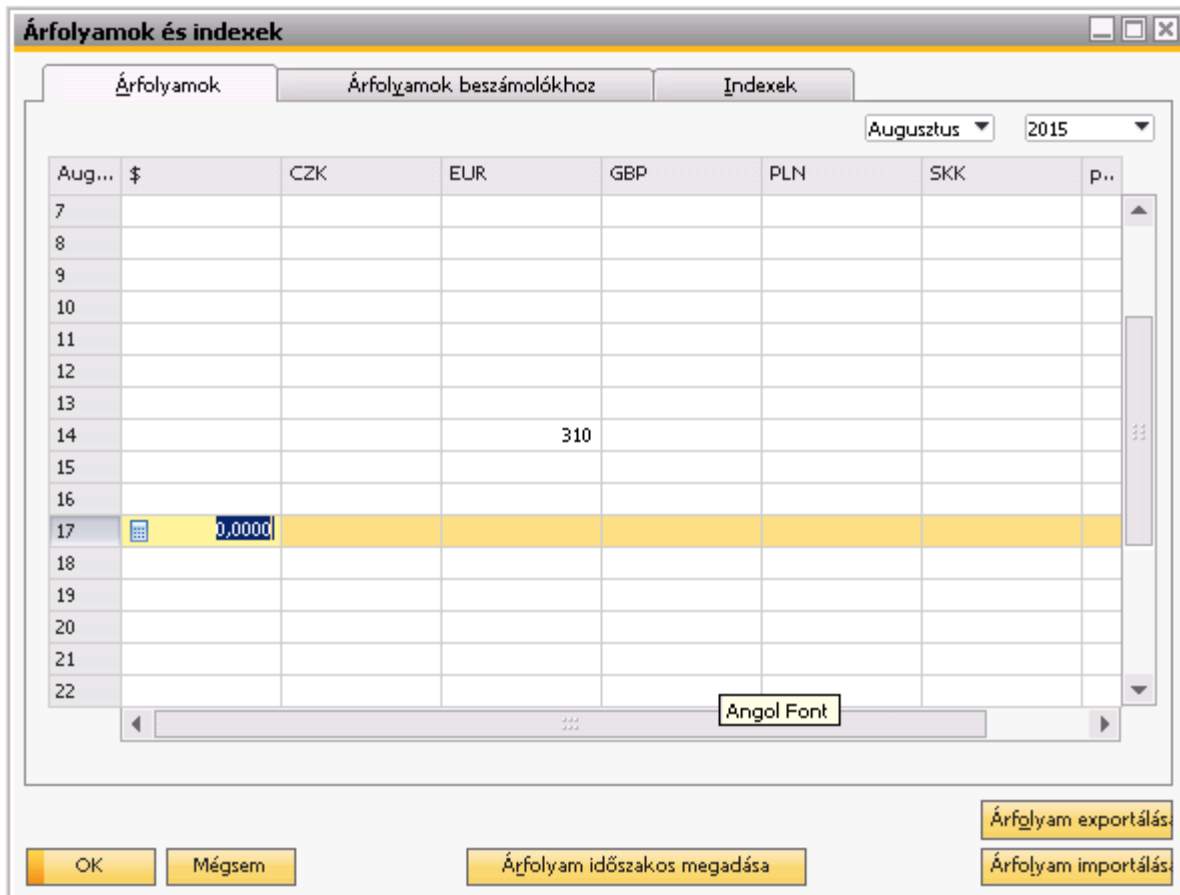 Árfolyamok és indexek
Árfolyamok Árfolyamok beszámolókhoz Indexek
Augusztus 2015
Aug... $ CZK EUR GBP PLN SKK p..
7
8
9
10
11
12
13
14 310
15
16
17 0,0000
18
19
20
21
22
Angol Font
Árfolyam exportálás
OK Mégsem Árfolyam időszakos megadása Árfolyam importálás